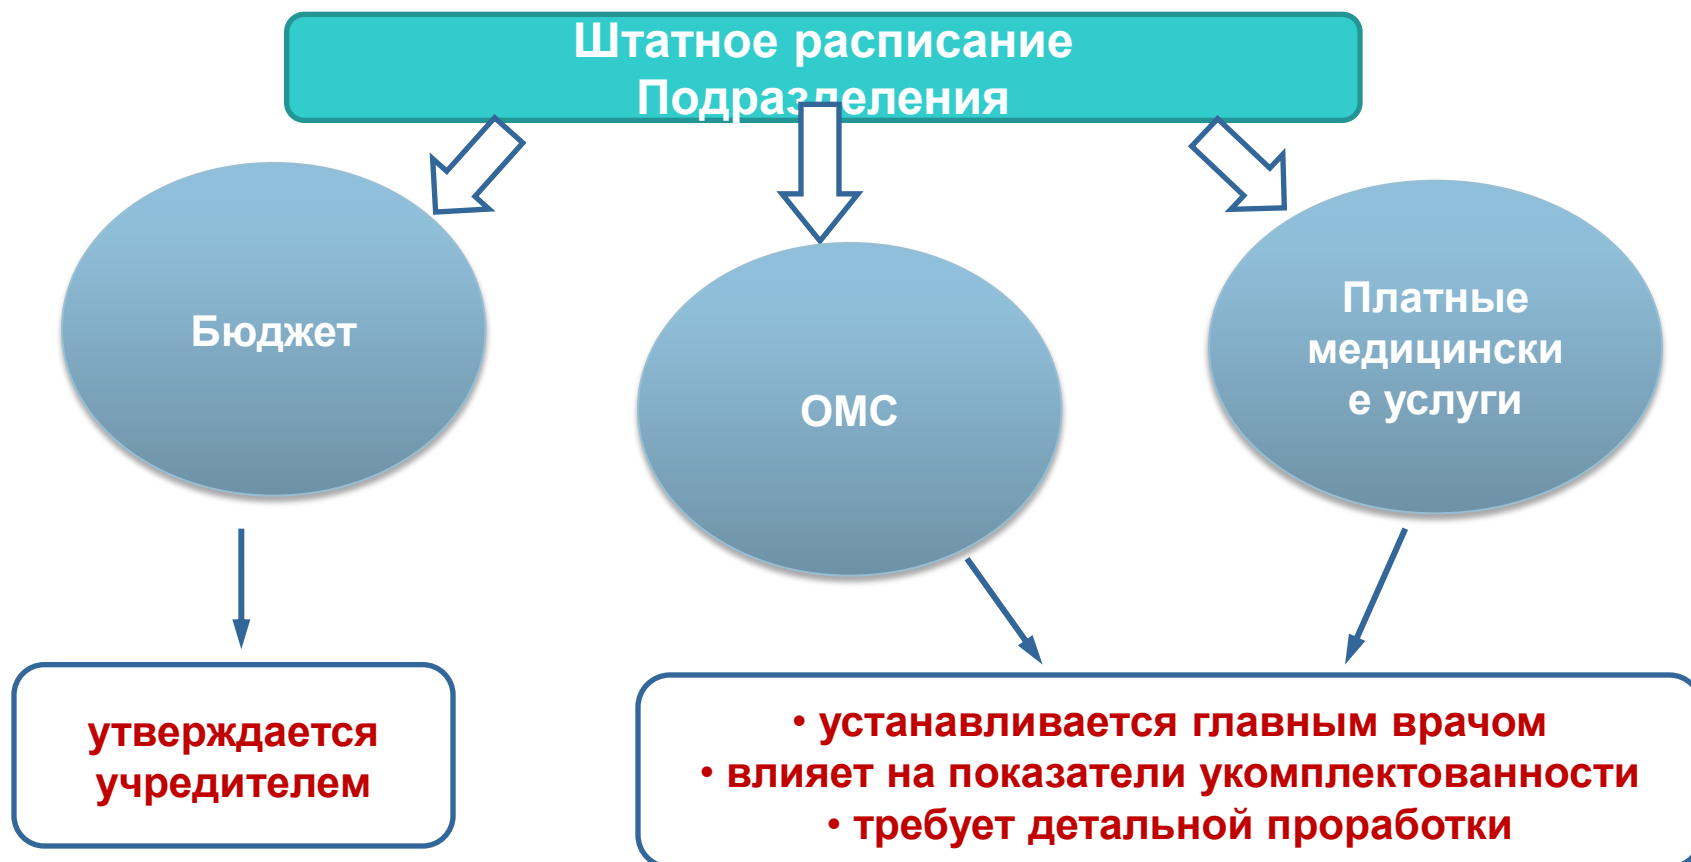 Штатное расписание
Подразделения
Бюджет
ОМС
Платные
медицински
е услуги
утверждается
учредителем
• устанавливается главным врачом
• влияет на показатели укомплектованности
• требует детальной проработки